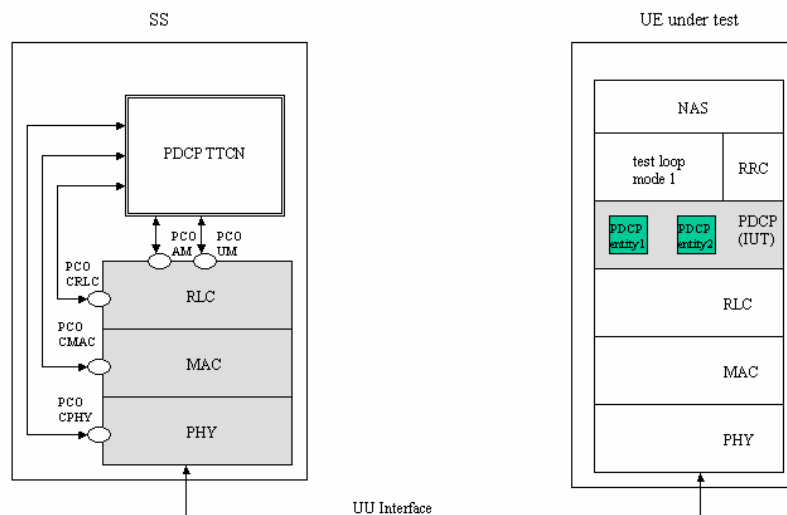 SS
UE under test
PDCP TTCN
PCO
AM
PCO
UM
PCO
CRLC
RLC
PCO
CMAC
MAC
PCO
CPHY
PHY
NAS
test loop
mode 1
RRC
PDCP
entity1
PDCP
entity2
PDCP
(IUT)
RLC
MAC
PHY
UU Interface